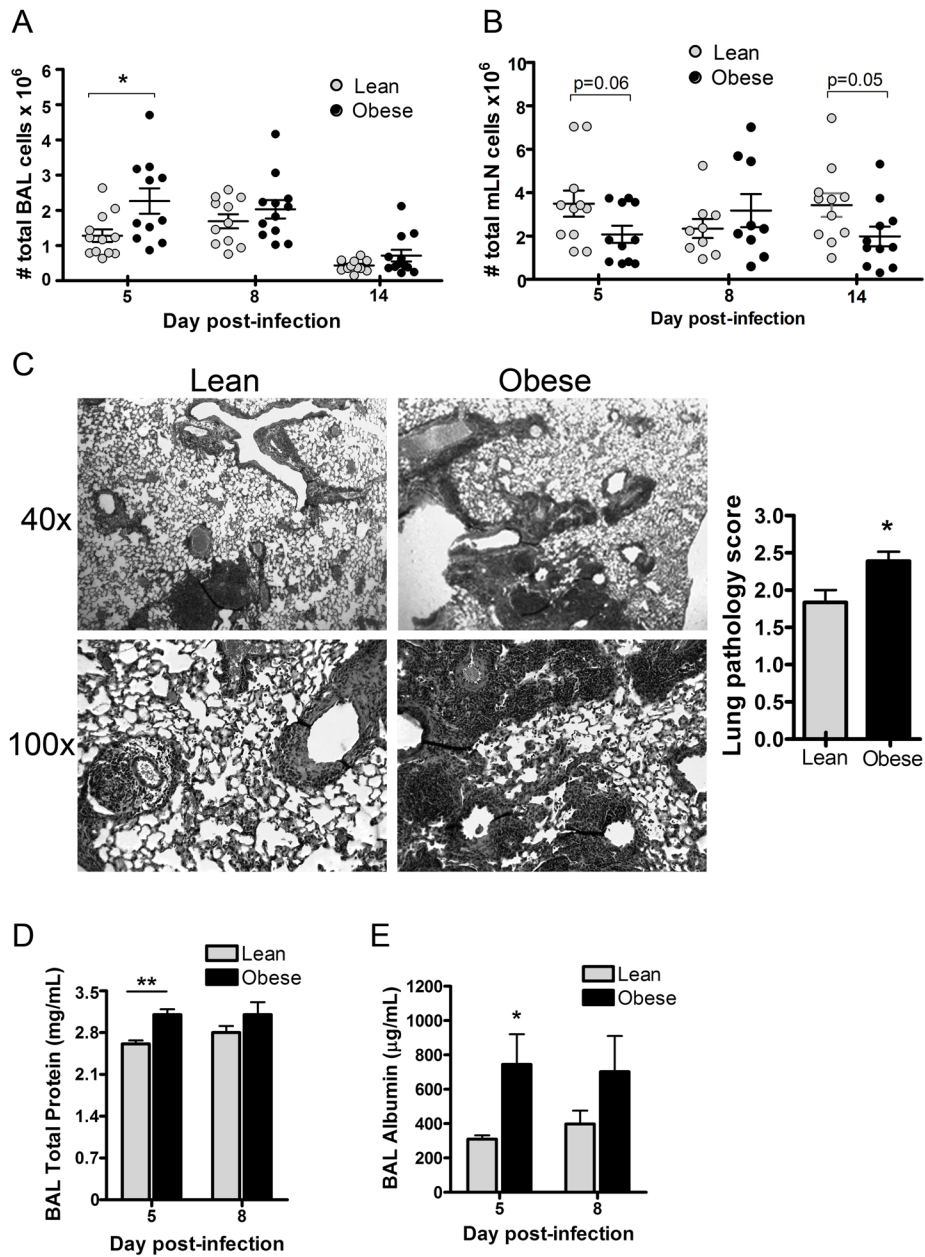 A
# total BAL cells x 10⁶
6
5
4
3
2
1
0
*
Lean
Obese
5
8
14
Day post-infection
B
# total mLN cells x10⁶
10
8
6
4
2
0
Lean
Obese
p=0.06
p=0.05
5
8
14
Day post-infection
C
Lean
Obese
40x
100x
Lung pathology score
3.0
2.5
2.0
1.5
1.0
0.5
0.0
*
Lean
Obese
D
Lean
Obese
BAL Total Protein (mg/mL)
3.5
2.8
2.1
1.4
0.7
0
**
5
8
Day post-infection
E
Lean
Obese
BAL Albumin (µg/mL)
1200
1000
800
600
400
200
0
*
5
8
Day post-infection